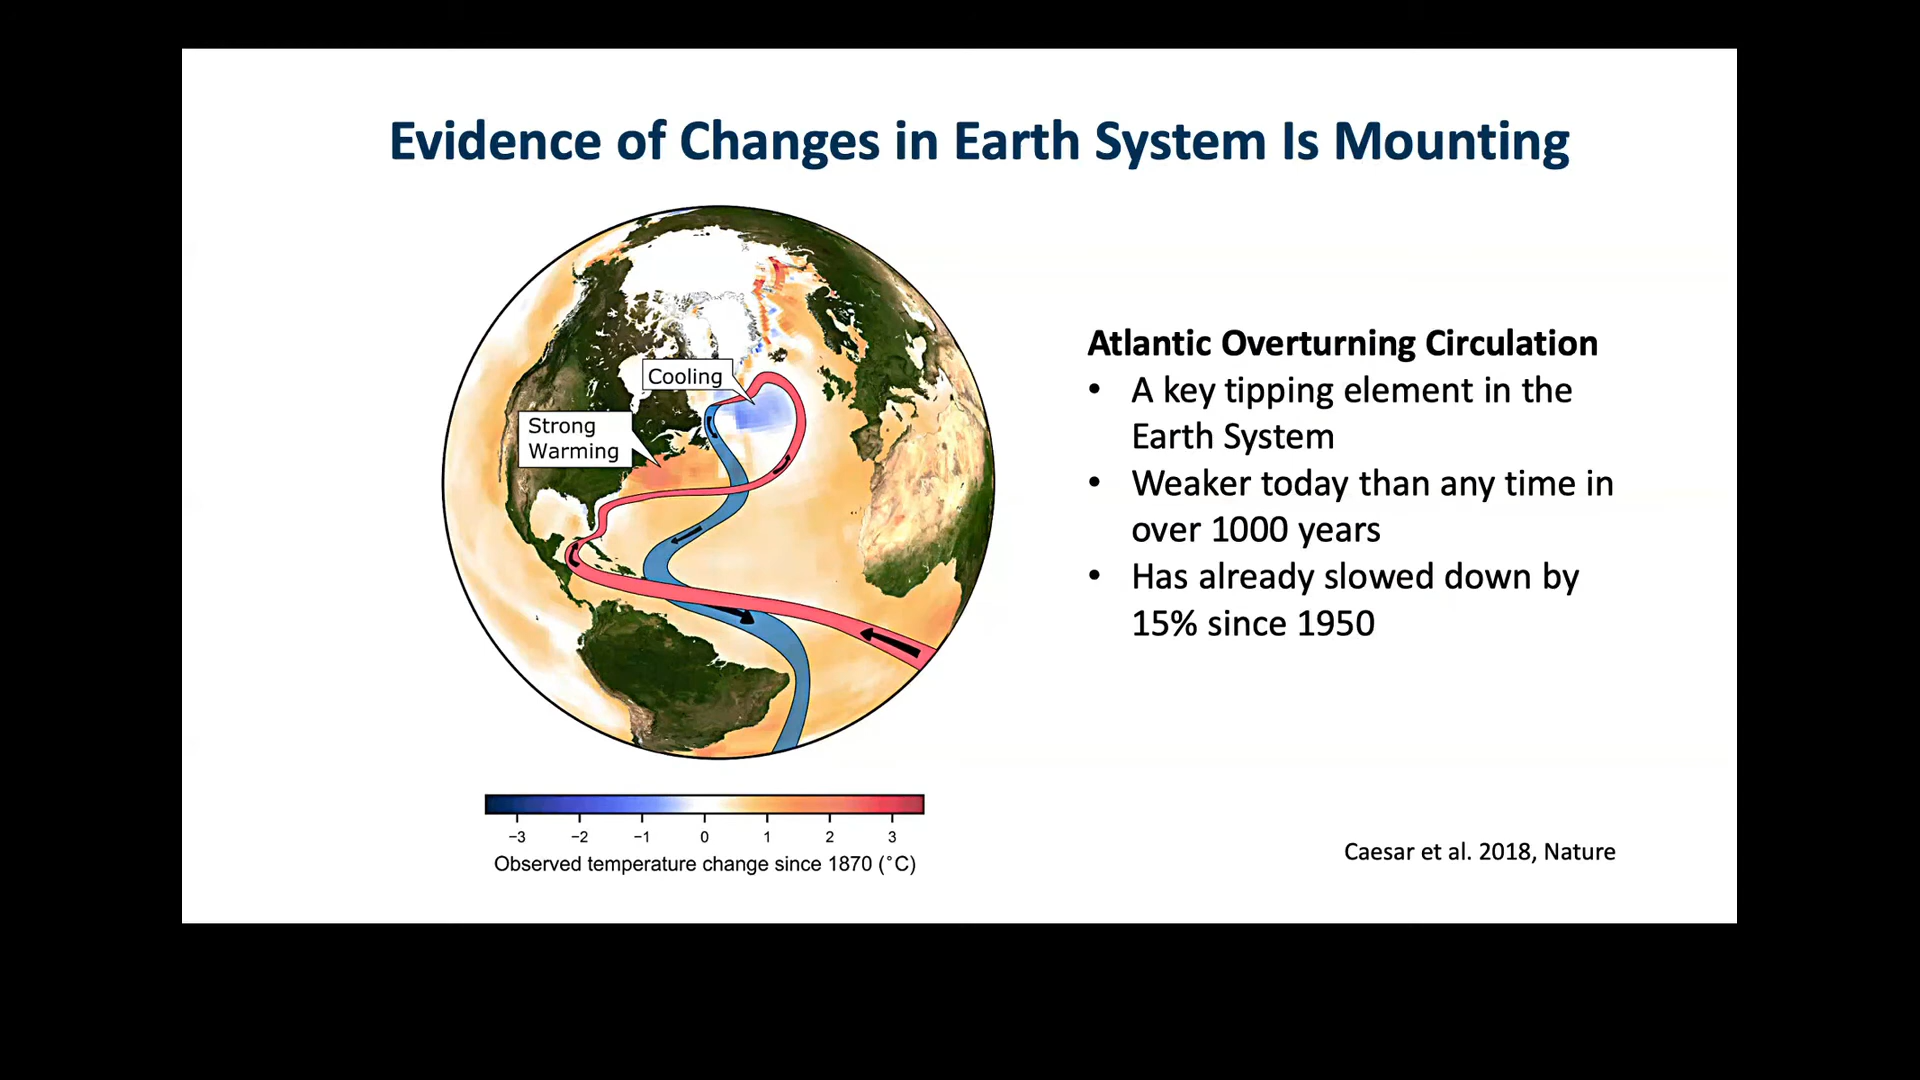 Evidence of Changes in Earth System Is Mounting
Cooling
Strong
Warming
−3 −2 −1 0 1 2 3
Observed temperature change since 1870 (°C)
Atlantic Overturning Circulation
• A key tipping element in the
Earth System
• Weaker today than any time in
over 1000 years
• Has already slowed down by
15% since 1950
Caesar et al. 2018, Nature